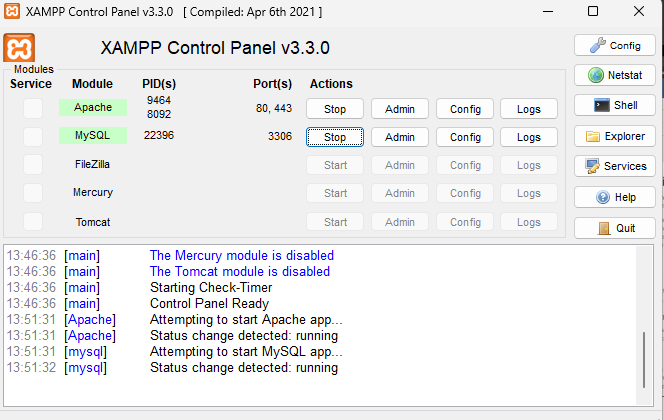 XAMPP Control Panel v3.3.0 [ Compiled: Apr 6th 2021 ]
XAMPP Control Panel v3.3.0
Config
Modules
Service Module PID(s) Port(s) Actions
Netstat
Apache 9464 8092 80, 443 Stop Admin Config Logs
Shell
MySQL 22396 3306 Stop Admin Config Logs
Explorer
FileZilla Start Admin Config Logs
Services
Mercury Start Admin Config Logs
Help
Tomcat Start Admin Config Logs
Quit
13:46:36 [main] The Mercury module is disabled
13:46:36 [main] The Tomcat module is disabled
13:46:36 [main] Starting Check-Timer
13:46:36 [main] Control Panel Ready
13:51:31 [Apache] Attempting to start Apache app...
13:51:31 [Apache] Status change detected: running
13:51:31 [mysql] Attempting to start MySQL app...
13:51:32 [mysql] Status change detected: running